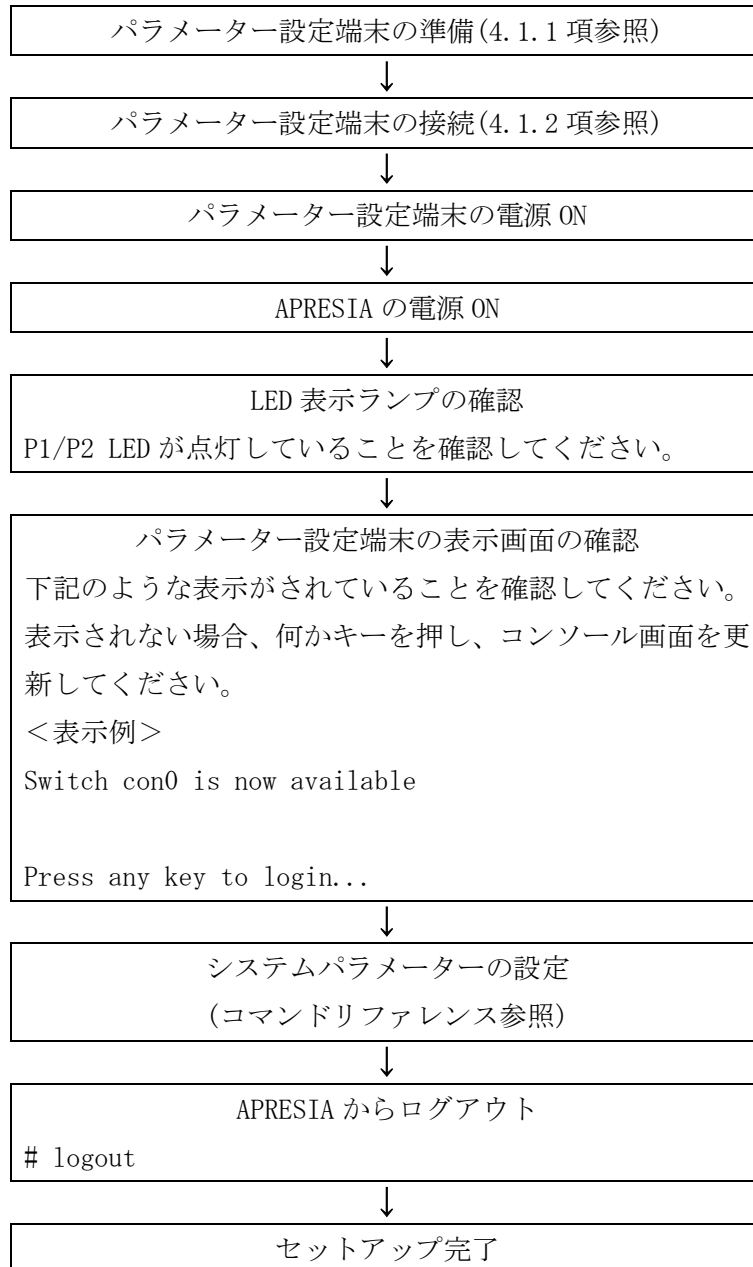 パラメーター設定端末の準備(4.1.1 項参照)
↓
パラメーター設定端末の接続(4.1.2 項参照)
↓
パラメーター設定端末の電源 ON
↓
APRESIA の電源 ON
↓
LED 表示ランプの確認
P1/P2 LED が点灯していることを確認してください。
↓
パラメーター設定端末の表示画面の確認
下記のような表示がされていることを確認してください。
表示されない場合、何かキーを押し、コンソール画面を更
新してください。
＜表示例＞
Switch con0 is now available
Press any key to login...
↓
システムパラメーターの設定
(コマンドリファレンス参照)
↓
APRESIA からログアウト
# logout
↓
セットアップ完了